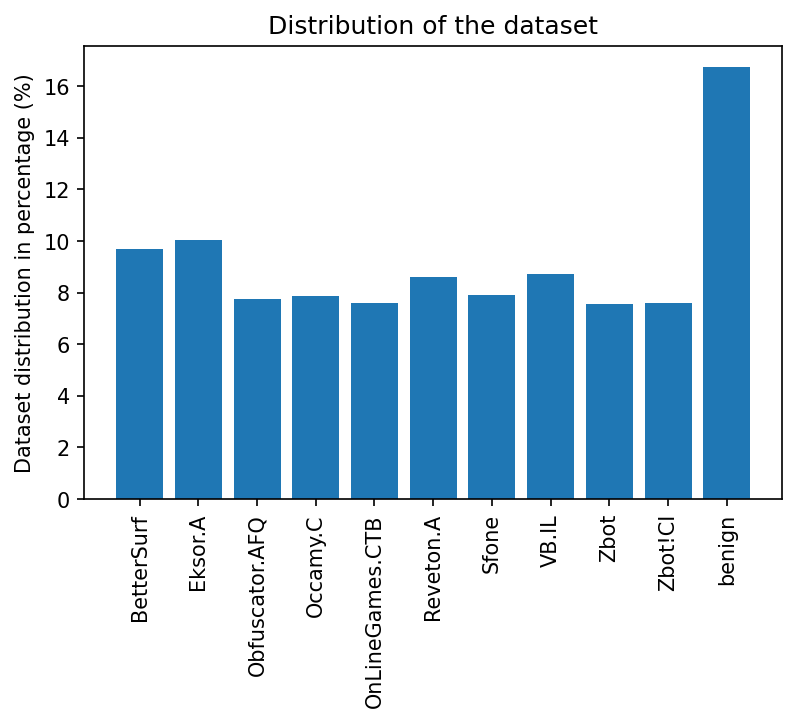 Distribution of the dataset
Dataset distribution in percentage (%)
16
14
12
10
8
6
4
2
0
BetterSurf
Eksor.A
Obfuscator.AFQ
Occamy.C
OnLineGames.CTB
Reveton.A
Sfone
VB.IL
Zbot
Zbot!CI
benign